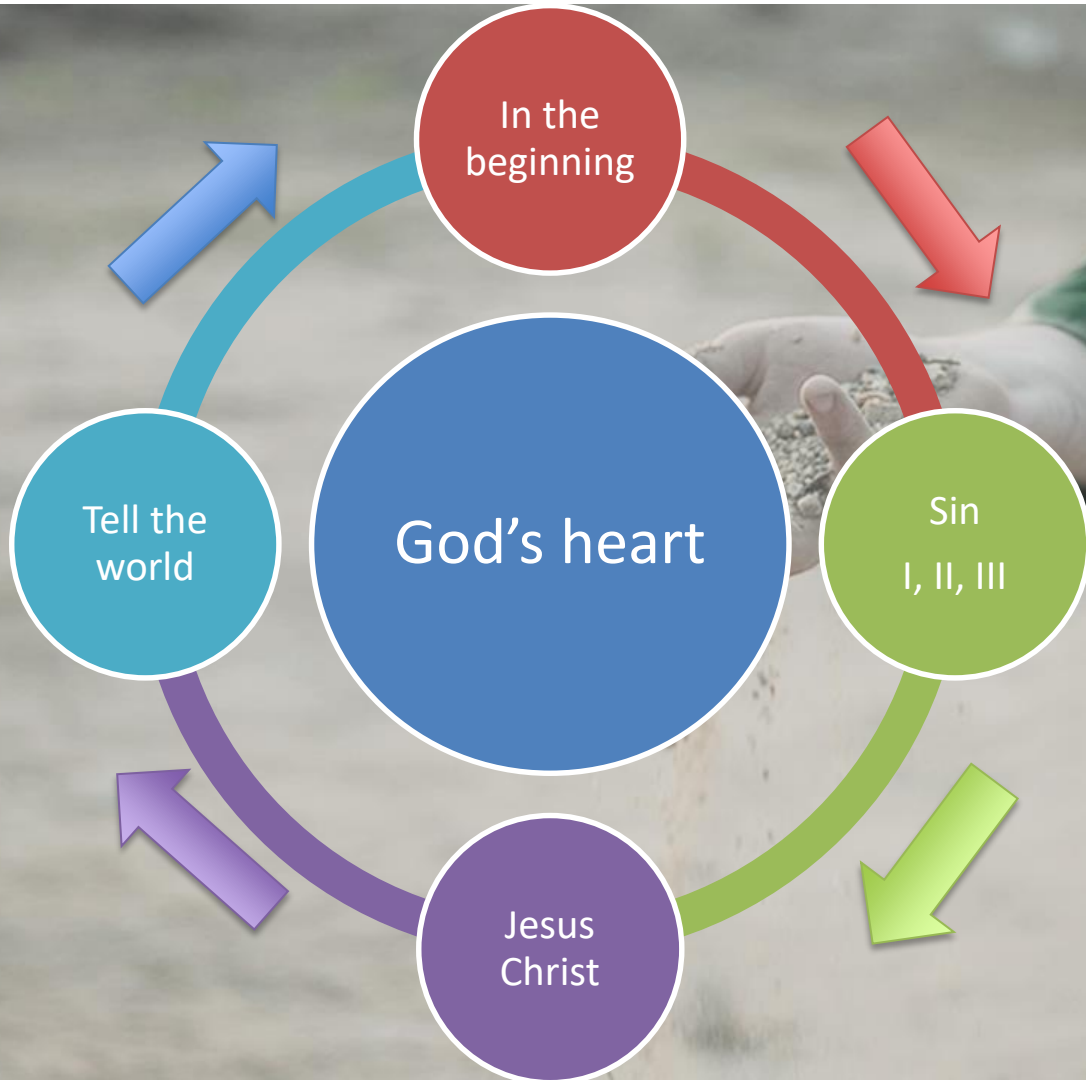 In the
beginning
Tell the
world
God’s heart
Sin
I, II, III
Jesus
Christ